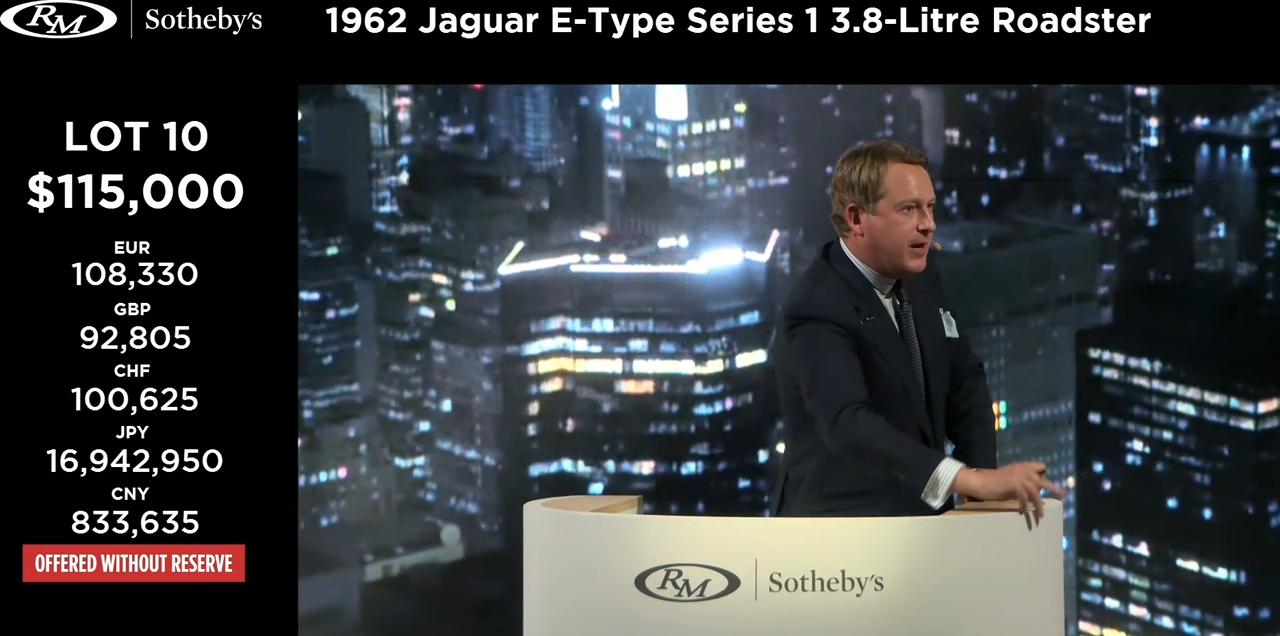 RM Sotheby's
1962 Jaguar E-Type Series 1 3.8-Litre Roadster
LOT 10
$115,000
EUR
108,330
GBP
92,805
CHF
100,625
JPY
16,942,950
CNY
833,635
OFFERED WITHOUT RESERVE
RM Sotheby's